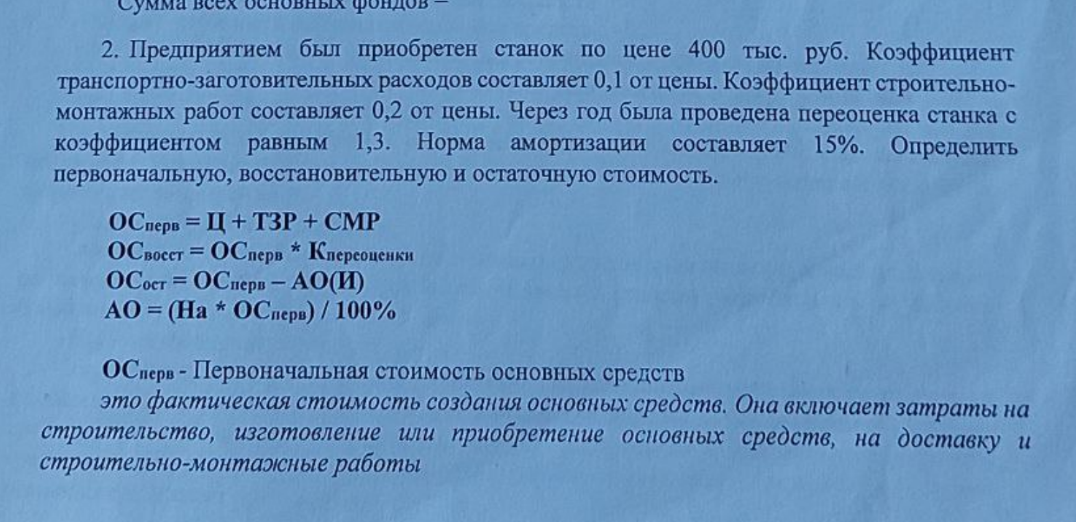 Сумма всех основных фондов –
2. Предприятием был приобретен станок по цене 400 тыс. руб. Коэффициент
транспортно-заготовительных расходов составляет 0,1 от цены. Коэффициент строительно-
монтажных работ составляет 0,2 от цены. Через год была проведена переоценка станка с
коэффициентом равным 1,3. Норма амортизации составляет 15%. Определить
первоначальную, восстановительную и остаточную стоимость.
ОСперв = Ц + ТЗР + СМР
ОСвосст = ОСперв * Кпереоценки
ОСост = ОСперв – АО(И)
АО = (На * ОСперв) / 100%
ОСперв - Первоначальная стоимость основных средств
это фактическая стоимость создания основных средств. Она включает затраты на
строительство, изготовление или приобретение основных средств, на доставку и
строительно-монтажные работы